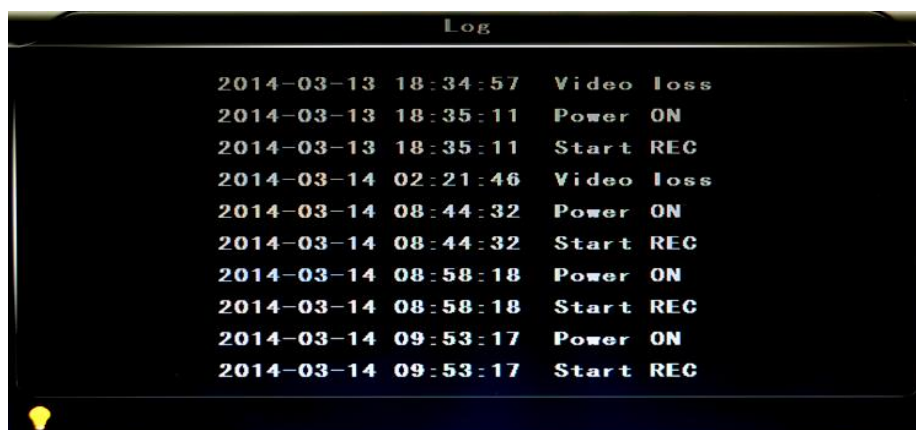 Log
2014-03-13 18:34:57 Video loss
2014-03-13 18:35:11 Power ON
2014-03-13 18:35:11 Start REC
2014-03-14 02:21:46 Video loss
2014-03-14 08:44:32 Power ON
2014-03-14 08:44:32 Start REC
2014-03-14 08:58:18 Power ON
2014-03-14 08:58:18 Start REC
2014-03-14 09:53:17 Power ON
2014-03-14 09:53:17 Start REC